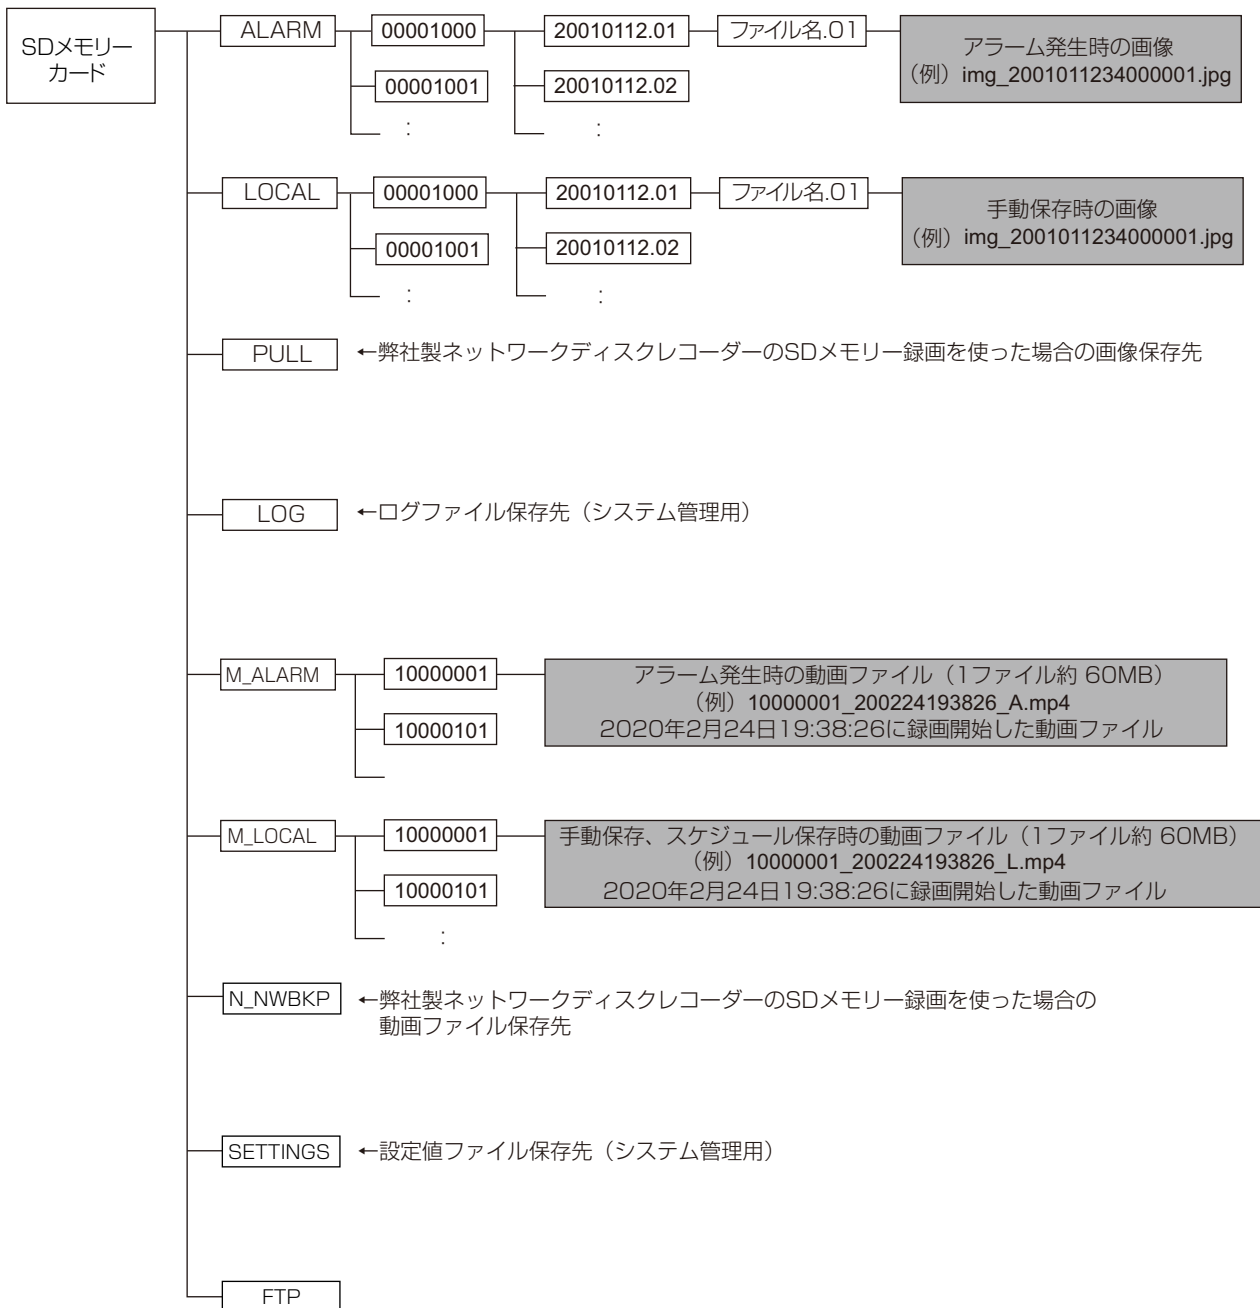 SDメモリー
カード
ALARM
00001000
20010112.01
ファイル名.01
アラーム発生時の画像
（例）img_2001011234000001.jpg
00001001
20010112.02
:
:
LOCAL
00001000
20010112.01
ファイル名.01
手動保存時の画像
（例）img_2001011234000001.jpg
00001001
20010112.02
:
:
PULL
←弊社製ネットワークディスクレコーダーのSDメモリー録画を使った場合の画像保存先
LOG
←ログファイル保存先（システム管理用）
M_ALARM
10000001
アラーム発生時の動画ファイル（1ファイル約 60MB）
（例）10000001_200224193826_A.mp4
2020年2月24日19:38:26に録画開始した動画ファイル
10000101
M_LOCAL
10000001
手動保存、スケジュール保存時の動画ファイル（1ファイル約 60MB）
（例）10000001_200224193826_L.mp4
2020年2月24日19:38:26に録画開始した動画ファイル
10000101
:
N_NWBKP
←弊社製ネットワークディスクレコーダーのSDメモリー録画を使った場合の
動画ファイル保存先
SETTINGS
←設定値ファイル保存先（システム管理用）
FTP